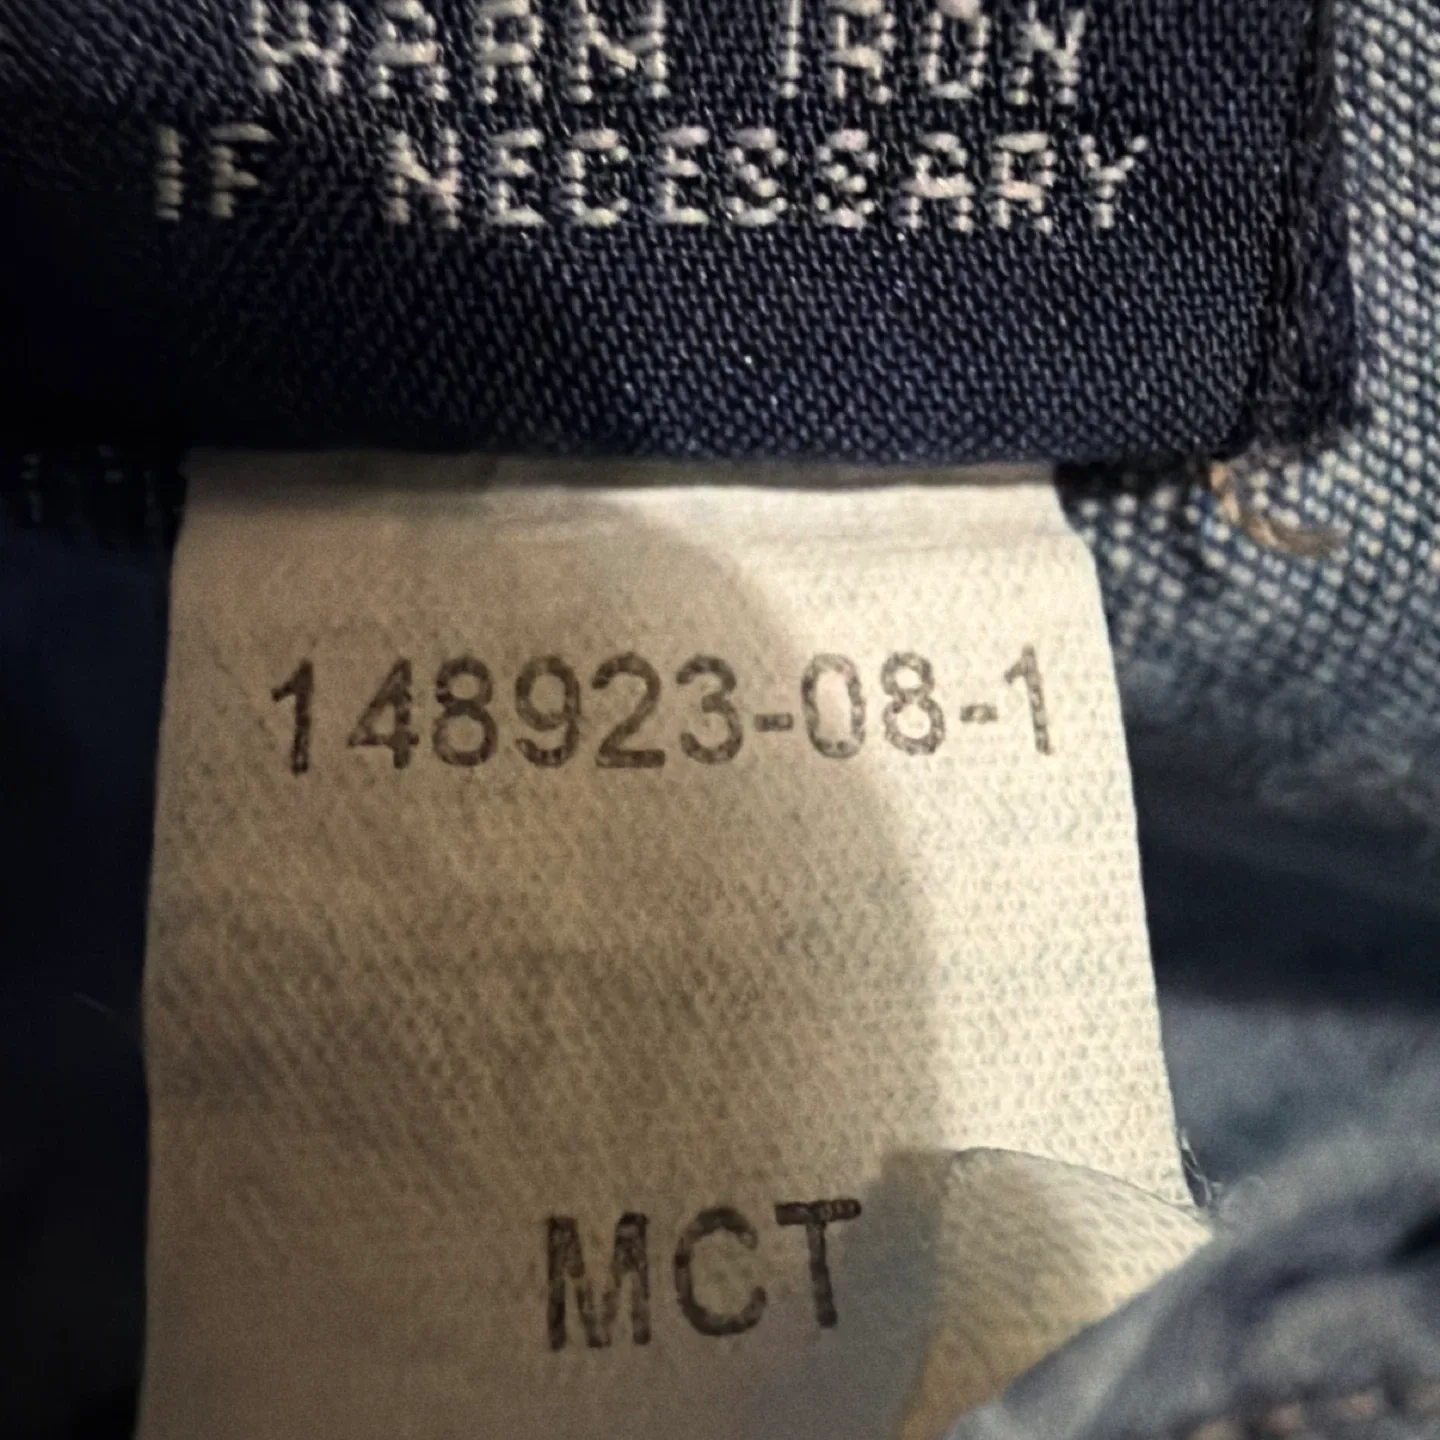 WARM IRON
IF NECESSARY
148923-08-1
MCT